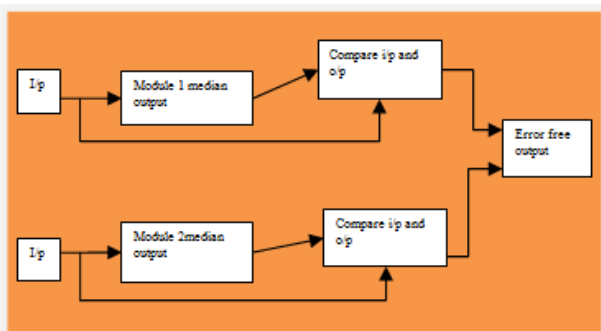 I/p
Module 1 median
output
Compare i/p and
o/p
Error free
output
I/p
Module 2median
output
Compare i/p and
o/p